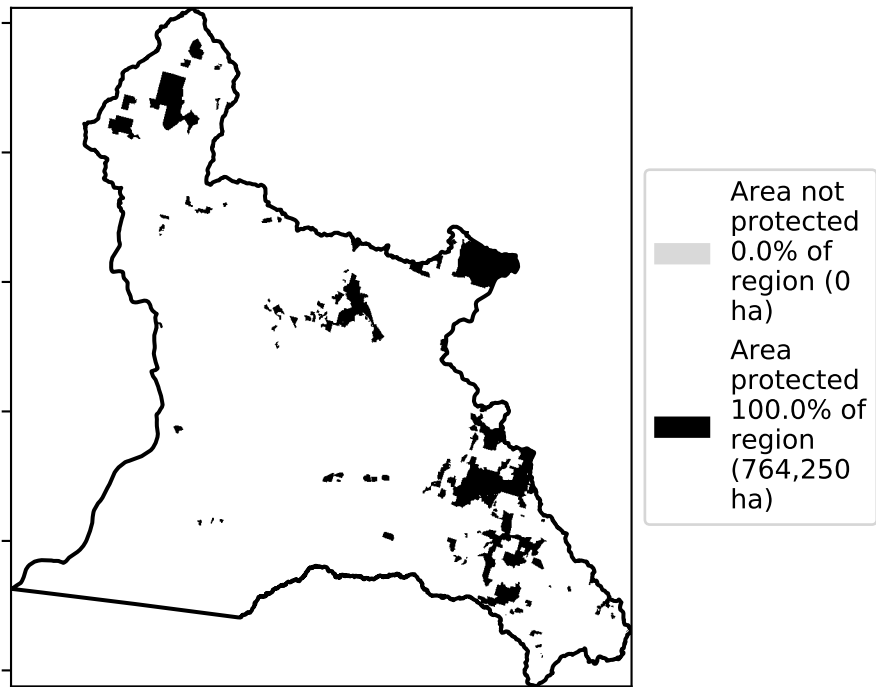 Area not
protected
0.0% of
region (0
ha)
Area
protected
100.0% of
region
(764,250
ha)